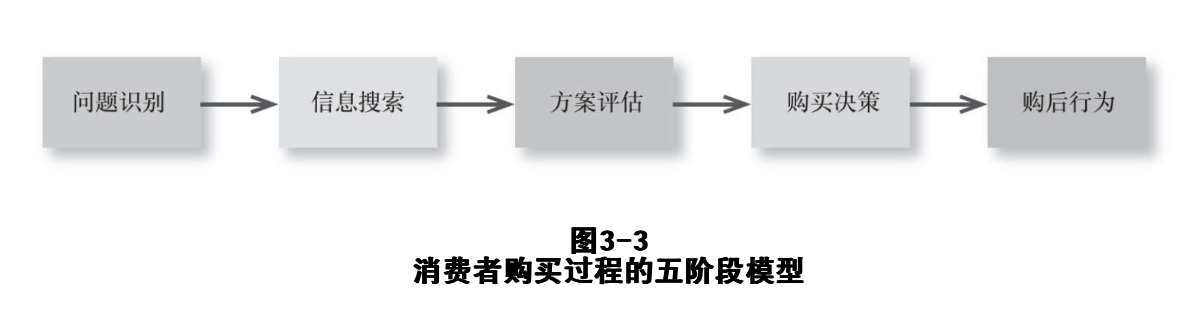 问题识别
信息搜索
方案评估
购买决策
购后行为
图3-3
消费者购买过程的五阶段模型